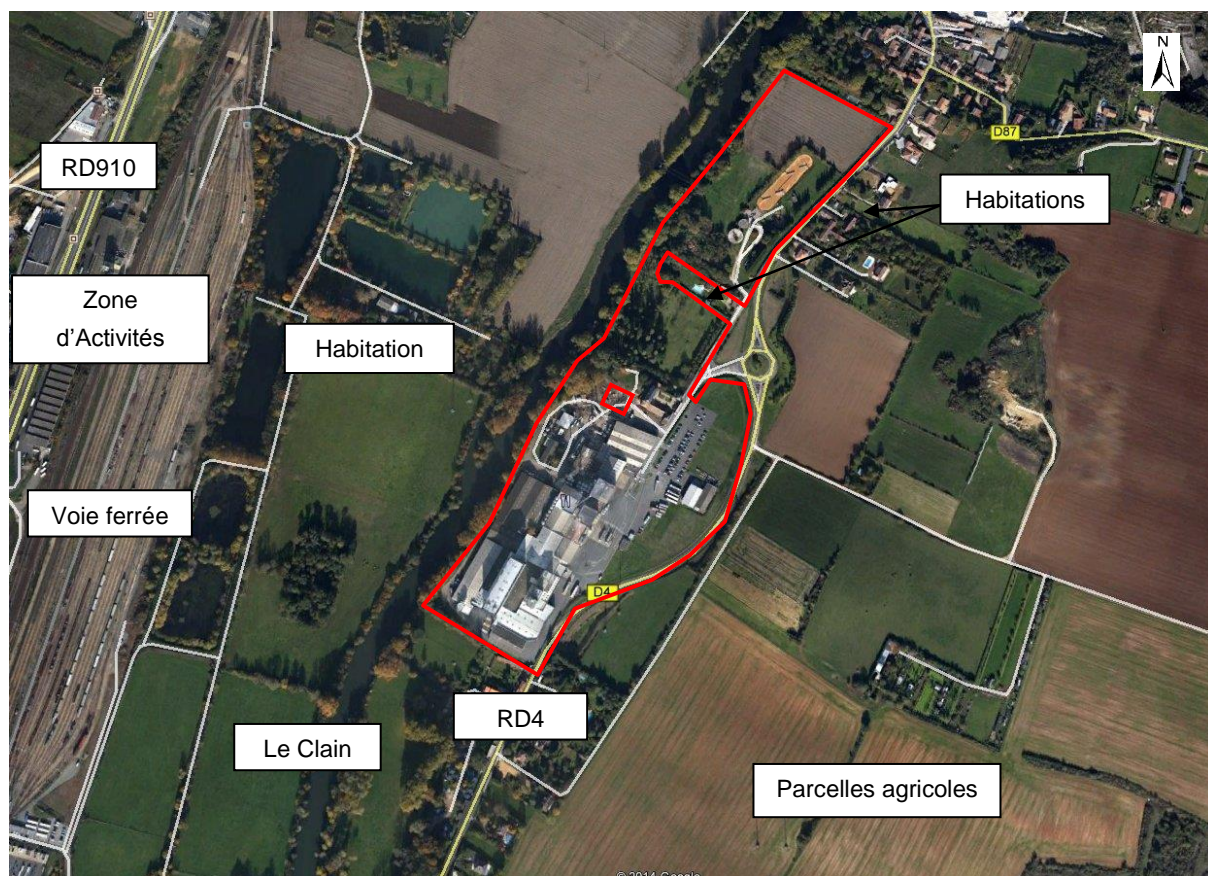 N
RD910
D87
Habitations
Zone
d'Activités
Habitation
Voie ferrée
D4
RD4
Le Clain
Parcelles agricoles
© 2014 Google